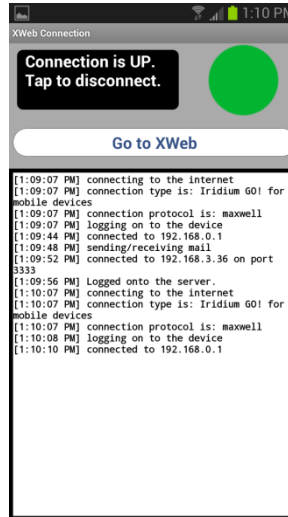 1:10 PM
XWeb Connection
Connection is UP.
Tap to disconnect.
Go to XWeb
[1:09:07 PM] connecting to the internet
[1:09:07 PM] connection type is: Iridium GO! for
mobile devices
[1:09:07 PM] connection protocol is: maxwell
[1:09:07 PM] logging on to the device
[1:09:44 PM] connected to 192.168.0.1
[1:09:48 PM] sending/receiving mail
[1:09:52 PM] connected to 192.168.3.36 on port
3333
[1:09:56 PM] Logged onto the server.
[1:10:07 PM] connecting to the internet
[1:10:07 PM] connection type is: Iridium GO! for
mobile devices
[1:10:07 PM] connection protocol is: maxwell
[1:10:08 PM] logging on to the device
[1:10:10 PM] connected to 192.168.0.1